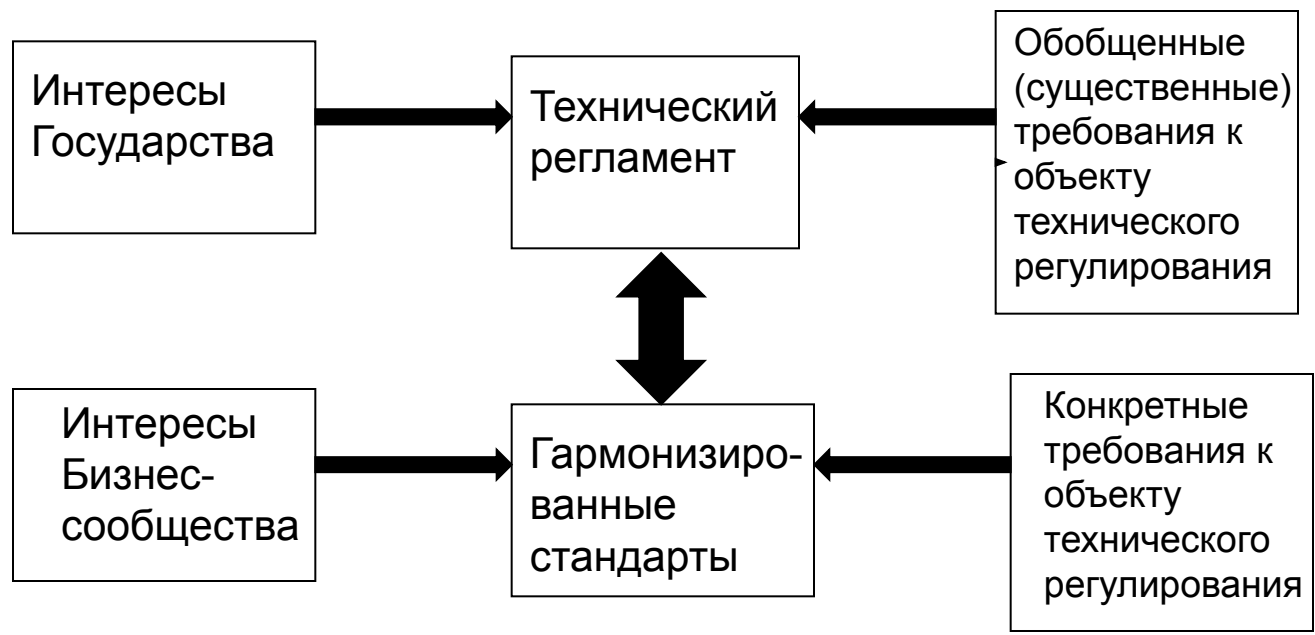 Интересы
Государства
Технический
регламент
Обобщенные
(существенные)
требования к
объекту
технического
регулирования
Интересы
Бизнес-
сообщества
Гармонизиро-
ванные
стандарты
Конкретные
требования к
объекту
технического
регулирования